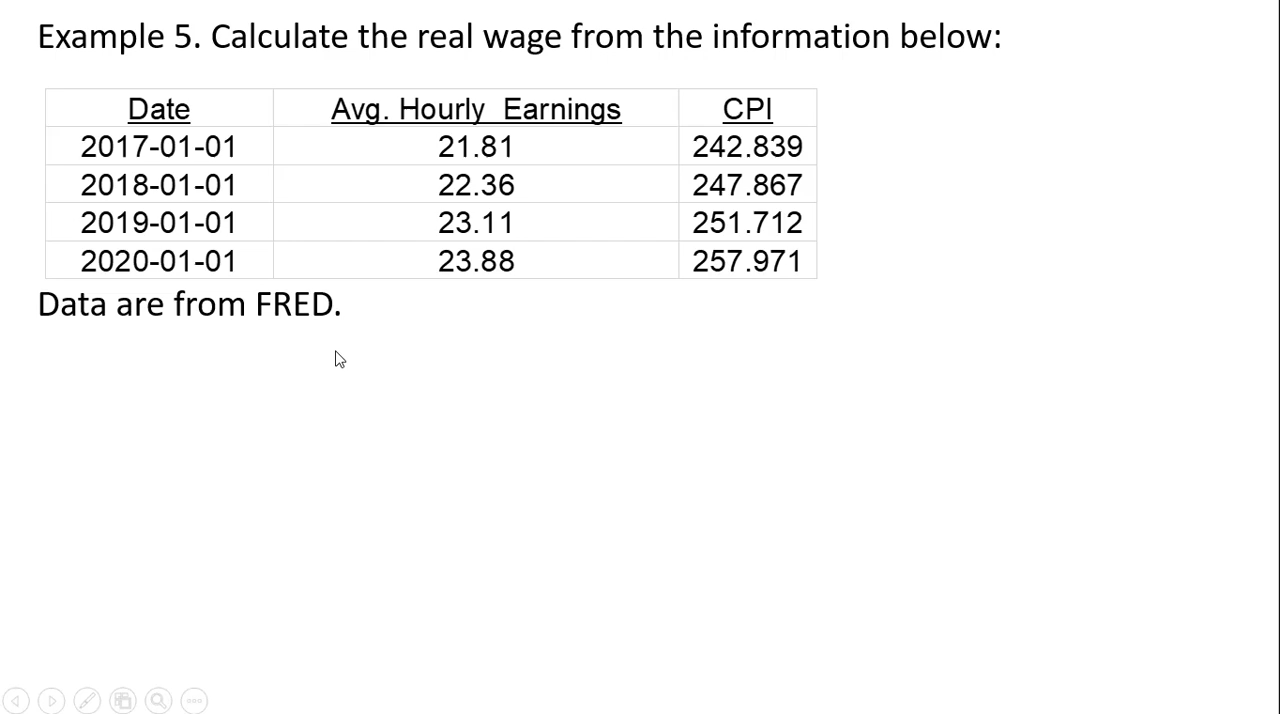 Example 5. Calculate the real wage from the information below:
Date Avg. Hourly Earnings CPI
2017-01-01 21.81 242.839
2018-01-01 22.36 247.867
2019-01-01 23.11 251.712
2020-01-01 23.88 257.971
Data are from FRED.